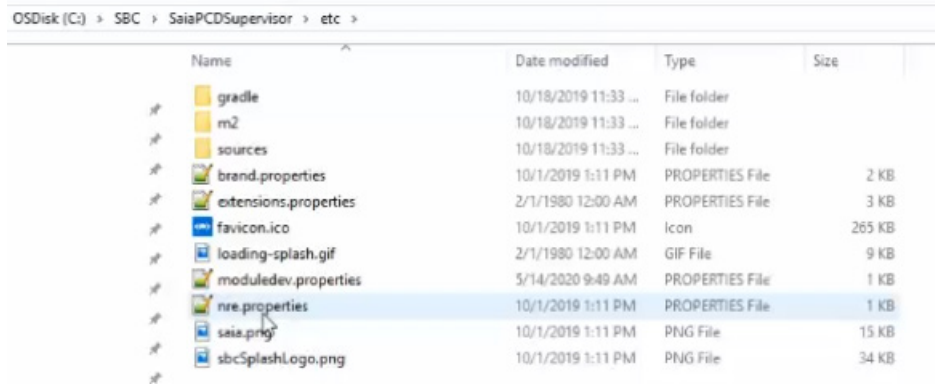 OSDisk (C:) › SBC › SaiaPCDSupervisor › etc ›
Name Date modified Type Size
gradle 10/18/2019 11:33 ... File folder
m2 10/18/2019 11:33 ... File folder
sources 10/18/2019 11:33 ... File folder
brand.properties 10/1/2019 1:11 PM PROPERTIES File 2 KB
extensions.properties 2/1/1980 12:00 AM PROPERTIES File 3 KB
favicon.ico 10/1/2019 1:11 PM Icon 265 KB
loading-splash.gif 2/1/1980 12:00 AM GIF File 9 KB
moduledev.properties 5/14/2020 9:49 AM PROPERTIES File 1 KB
nre.properties 10/1/2019 1:11 PM PROPERTIES File 1 KB
saia.png 10/1/2019 1:11 PM PNG File 15 KB
sbcSplashLogo.png 10/1/2019 1:11 PM PNG File 34 KB